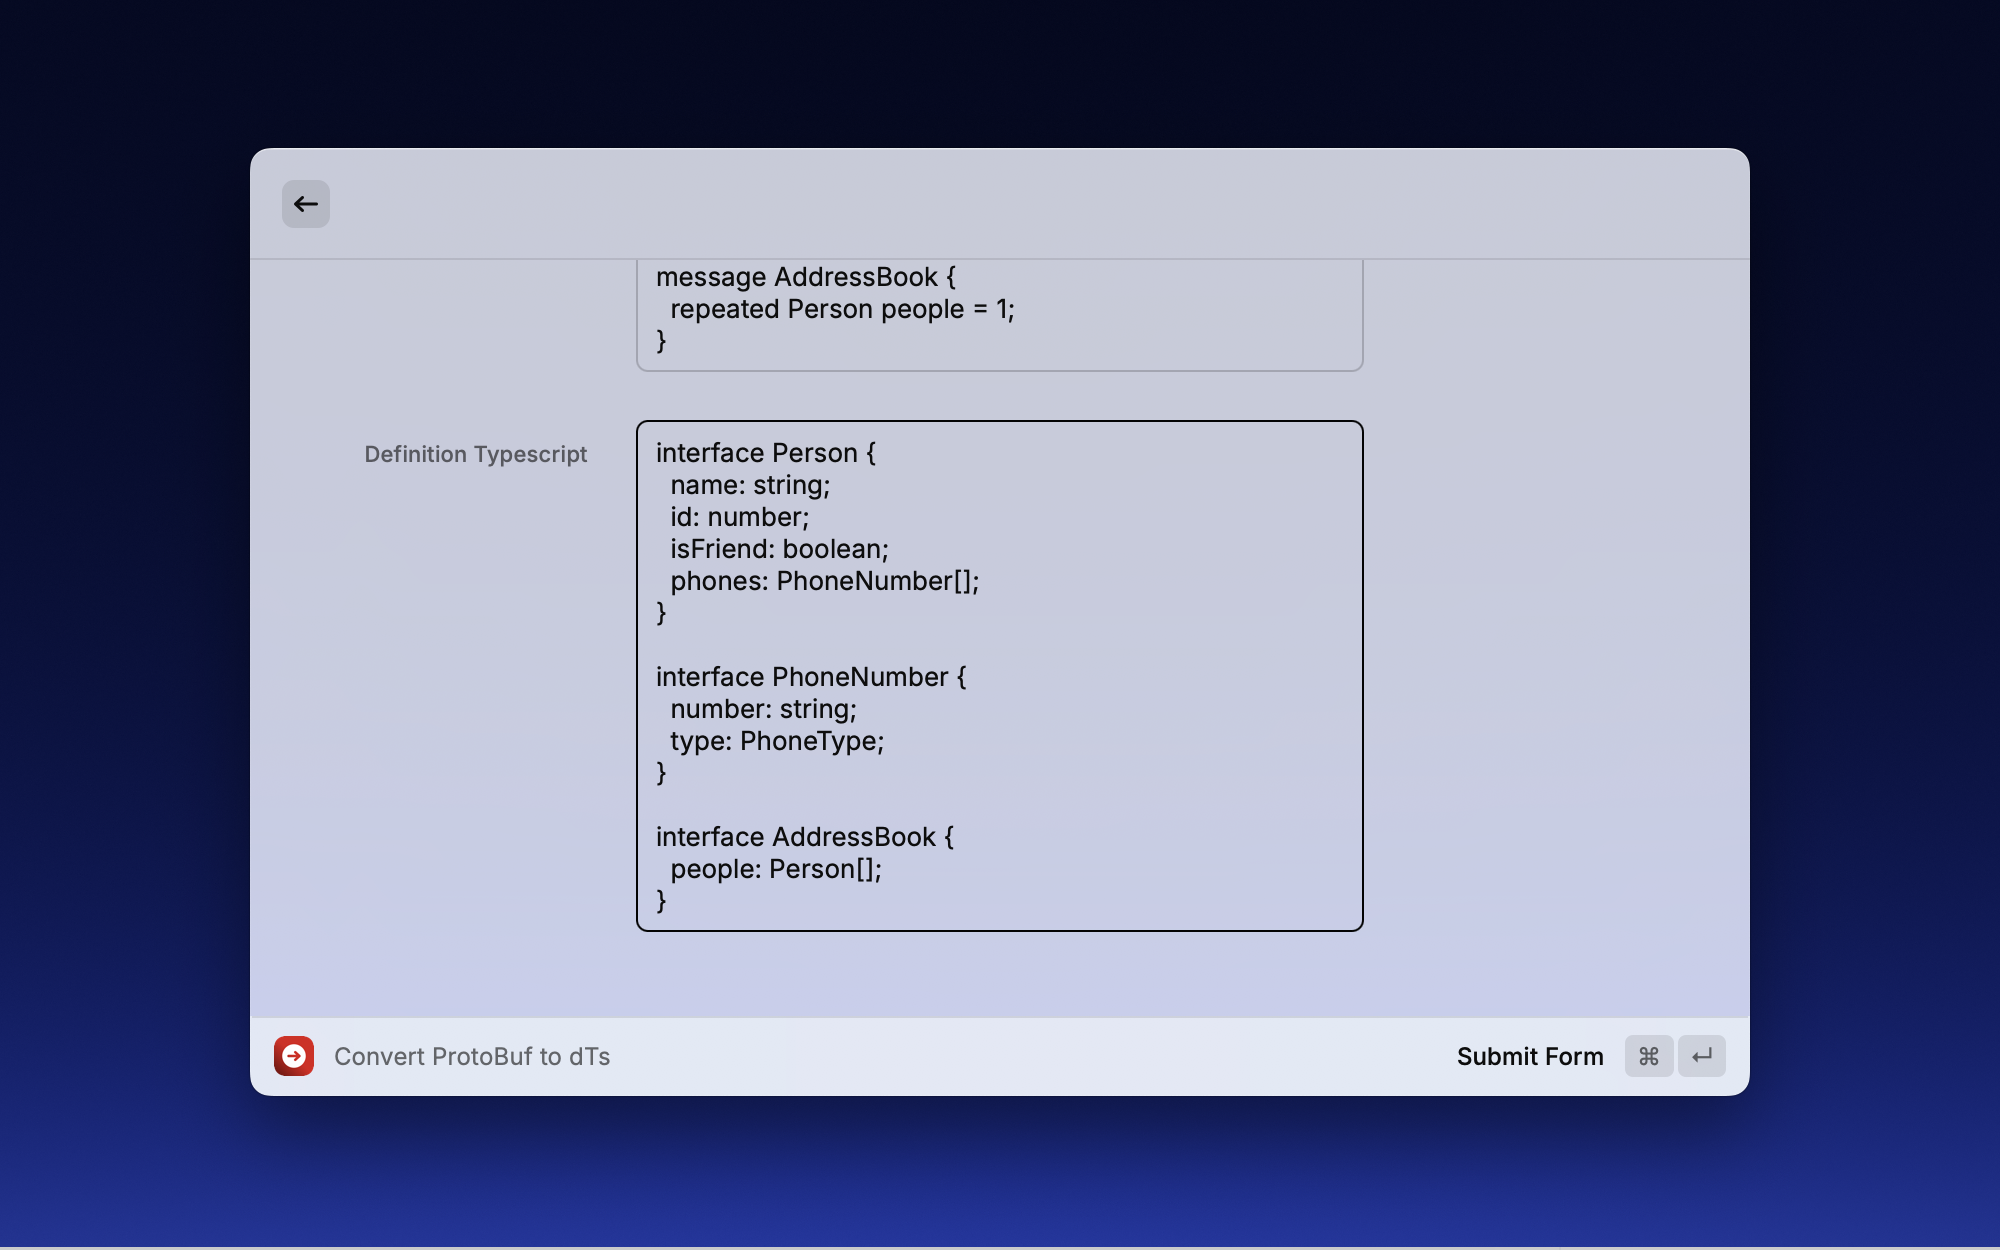 message AddressBook {
  repeated Person people = 1;
}
Definition Typescript
interface Person {
  name: string;
  id: number;
  isFriend: boolean;
  phones: PhoneNumber[];
}

interface PhoneNumber {
  number: string;
  type: PhoneType;
}

interface AddressBook {
  people: Person[];
}
Convert ProtoBuf to dTs
Submit Form ⌘ ↵